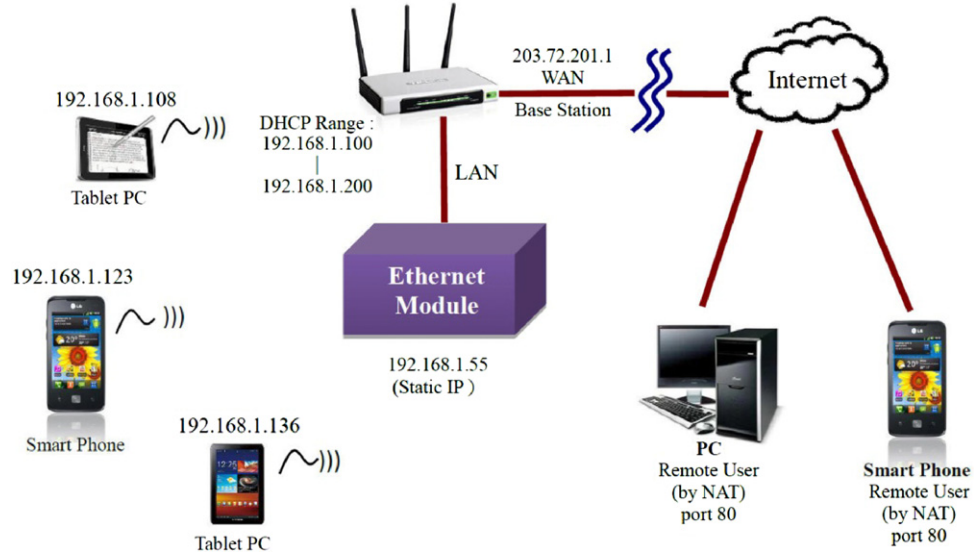 203.72.201.1
WAN
Base Station
Internet
192.168.1.108
Tablet PC
DHCP Range :
192.168.1.100
|
192.168.1.200
LAN
Ethernet
Module
192.168.1.55
(Static IP )
192.168.1.123
Smart Phone
192.168.1.136
Tablet PC
PC
Remote User
(by NAT)
port 80
Smart Phone
Remote User
(by NAT)
port 80